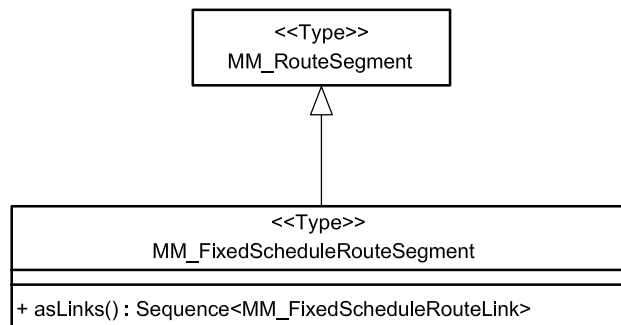 <<Type>>
MM_RouteSegment
<<Type>>
MM_FixedScheduleRouteSegment
+ asLinks() : Sequence<MM_FixedScheduleRouteLink>